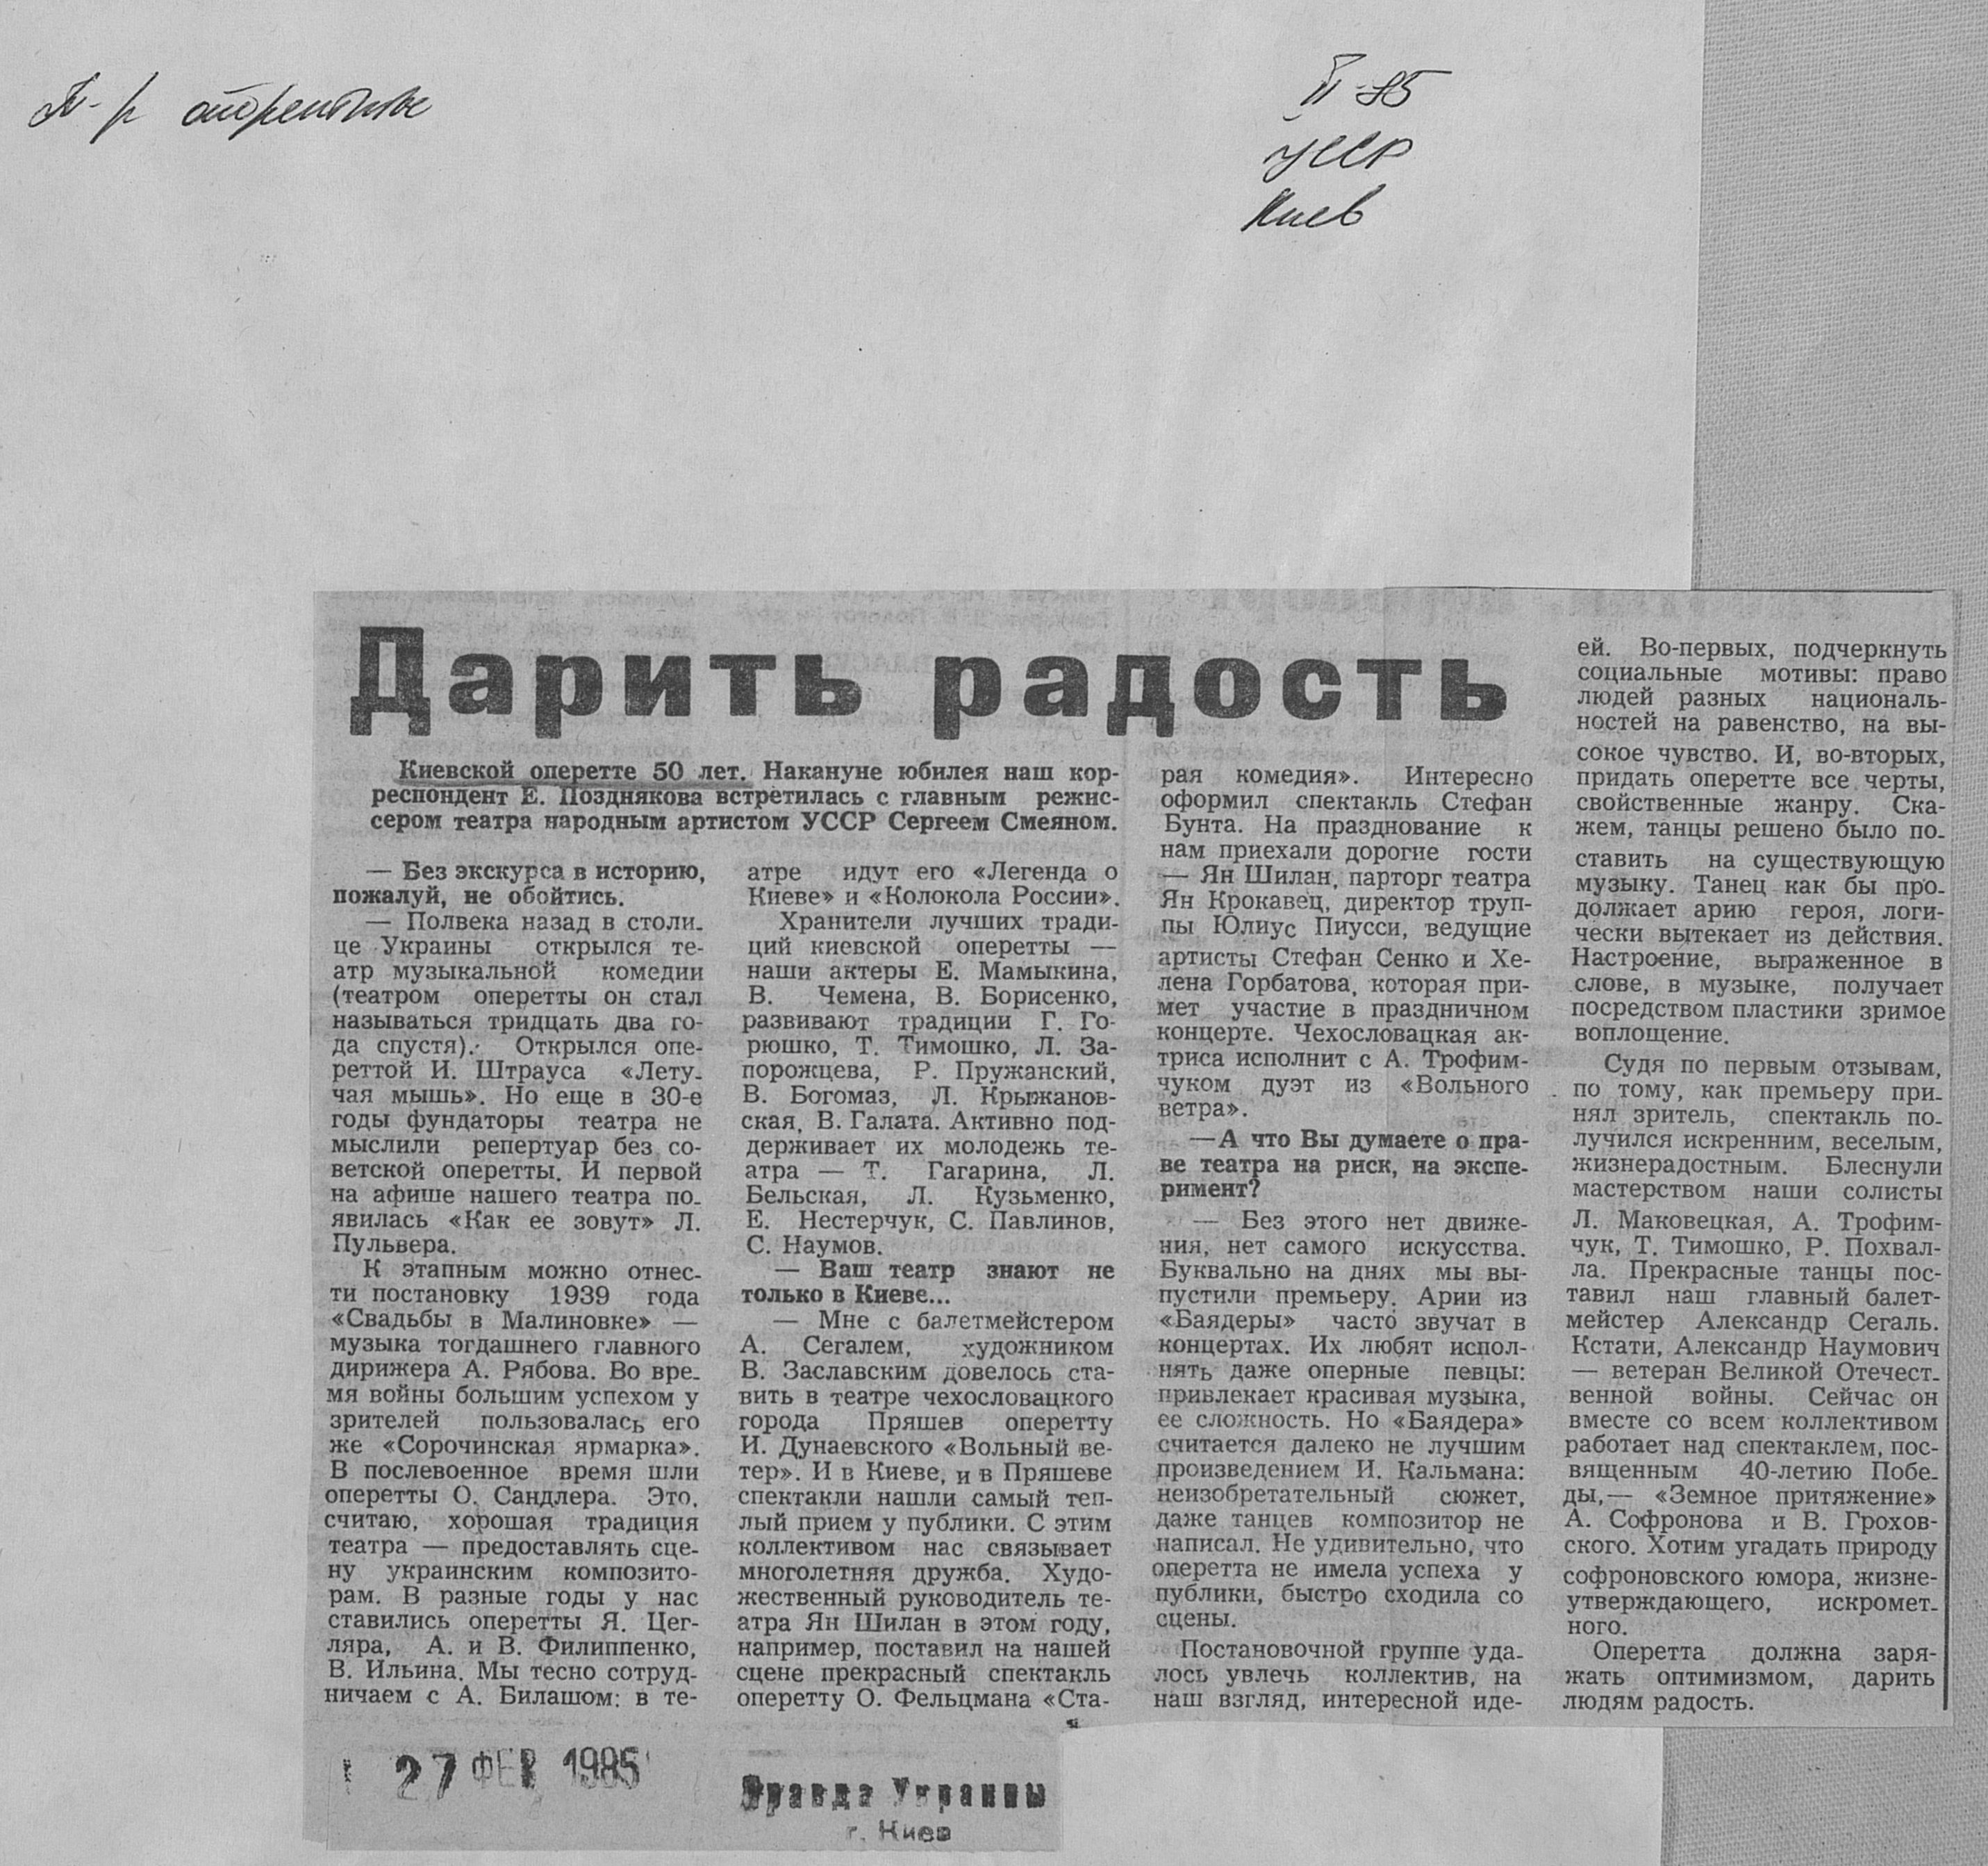 Т-р оперетты
II-85
УССР
Киев
Дарить радость
Киевской оперетте 50 лет. Накануне юбилея наш кор-
респондент Е. Позднякова встретилась с главным режис-
сером театра народным артистом УССР Сергеем Смеяном.
— Без экскурса в историю,
пожалуй, не обойтись.
— Полвека назад в столи-
це Украины открылся те-
атр музыкальной комедии
(театром оперетты он стал
называться тридцать два го-
да спустя). Открылся опе-
реттой И. Штрауса «Лету-
чая мышь». Но еще в 30-е
годы фундаторы театра не
мыслили репертуар без со-
ветской оперетты. И первой
на афише нашего театра по-
явилась «Как ее зовут» Л.
Пульвера.
К этапным можно отнес-
ти постановку 1939 года
«Свадьбы в Малиновке» —
музыка тогдашнего главного
дирижера А. Рябова. Во вре-
мя войны большим успехом у
зрителей пользовалась его
же «Сорочинская ярмарка».
В послевоенное время шли
оперетты О. Сандлера. Это,
считаю, хорошая традиция
театра — предоставлять сце-
ну украинским композито-
рам. В разные годы у нас
ставились оперетты Я. Цег-
ляра, А. и В. Филиппенко,
В. Ильина. Мы тесно сотруд-
ничаем с А. Билашом: в те-
атре идут его «Легенда о
Киеве» и «Колокола России».
Хранители лучших тради-
ций киевской оперетты —
наши актеры Е. Мамыкина,
В. Чемена, В. Борисенко,
развивают традиции Г. Го-
рюшко, Т. Тимошко, Л. За-
порожцева, Р. Пружанский,
В. Богомаз, Л. Крыжанов-
ская, В. Галата. Активно под-
держивает их молодежь те-
атра — Т. Гагарина, Л.
Бельская, Л. Кузьменко,
Е. Нестерчук, С. Павлинов,
С. Наумов.
— Ваш театр знают не
только в Киеве...
— Мне с балетмейстером
А. Сегалем, художником
В. Заславским довелось ста-
вить в театре чехословацкого
города Пряшев оперетту
И. Дунаевского «Вольный ве-
тер». И в Киеве, и в Пряшеве
спектакли нашли самый теп-
лый прием у публики. С этим
коллективом нас связывает
многолетняя дружба. Худо-
жественный руководитель те-
атра Ян Шилан в этом году,
например, поставил на нашей
сцене прекрасный спектакль
оперетту О. Фельцмана «Ста-
рая комедия». Интересно
оформил спектакль Стефан
Бунта. На празднование к
нам приехали дорогие гости
— Ян Шилан, парторг театра
Ян Крокавец, директор труп-
пы Юлиус Пиусси, ведущие
артисты Стефан Сенко и Хе-
лена Горбатова, которая при-
мет участие в праздничном
концерте. Чехословацкая ак-
триса исполнит с А. Трофим-
чуком дуэт из «Вольного
ветра».
— А что Вы думаете о пра-
ве театра на риск, на экспе-
римент?
— Без этого нет движе-
ния, нет самого искусства.
Буквально на днях мы вы-
пустили премьеру. Арии из
«Баядеры» часто звучат в
концертах. Их любят испол-
нять даже оперные певцы:
привлекает красивая музыка,
ее сложность. Но «Баядера»
считается далеко не лучшим
произведением И. Кальмана:
неизобретательный сюжет,
даже танцев композитор не
написал. Не удивительно, что
оперетта не имела успеха у
публики, быстро сходила со
сцены.
Постановочной группе уда-
лось увлечь коллектив, на
наш взгляд, интересной иде-
ей. Во-первых, подчеркнуть
социальные мотивы: право
людей разных националь-
ностей на равенство, на вы-
сокое чувство. И, во-вторых,
придать оперетте все черты,
свойственные жанру. Ска-
жем, танцы решено было по-
ставить на существующую
музыку. Танец как бы про-
должает арию героя, логи-
чески вытекает из действия.
Настроение, выраженное в
слове, в музыке, получает
посредством пластики зримое
воплощение.
Судя по первым отзывам,
по тому, как премьеру при-
нял зритель, спектакль по-
лучился искренним, веселым,
жизнерадостным. Блеснули
мастерством наши солисты
Л. Маковецкая, А. Трофим-
чук, Т. Тимошко, Р. Похвал-
ла. Прекрасные танцы пос-
тавил наш главный балет-
мейстер Александр Сегаль.
Кстати, Александр Наумович
— ветеран Великой Отечест-
венной войны. Сейчас он
вместе со всем коллективом
работает над спектаклем, пос-
вященным 40-летию Побе-
ды,— «Земное притяжение»
А. Софронова и В. Грохов-
ского. Хотим угадать природу
софроновского юмора, жизне-
утверждающего, искромет-
ного.
Оперетта должна заря-
жать оптимизмом, дарить
людям радость.
27 ФЕВ 1985
Правда Украины
г. Киев